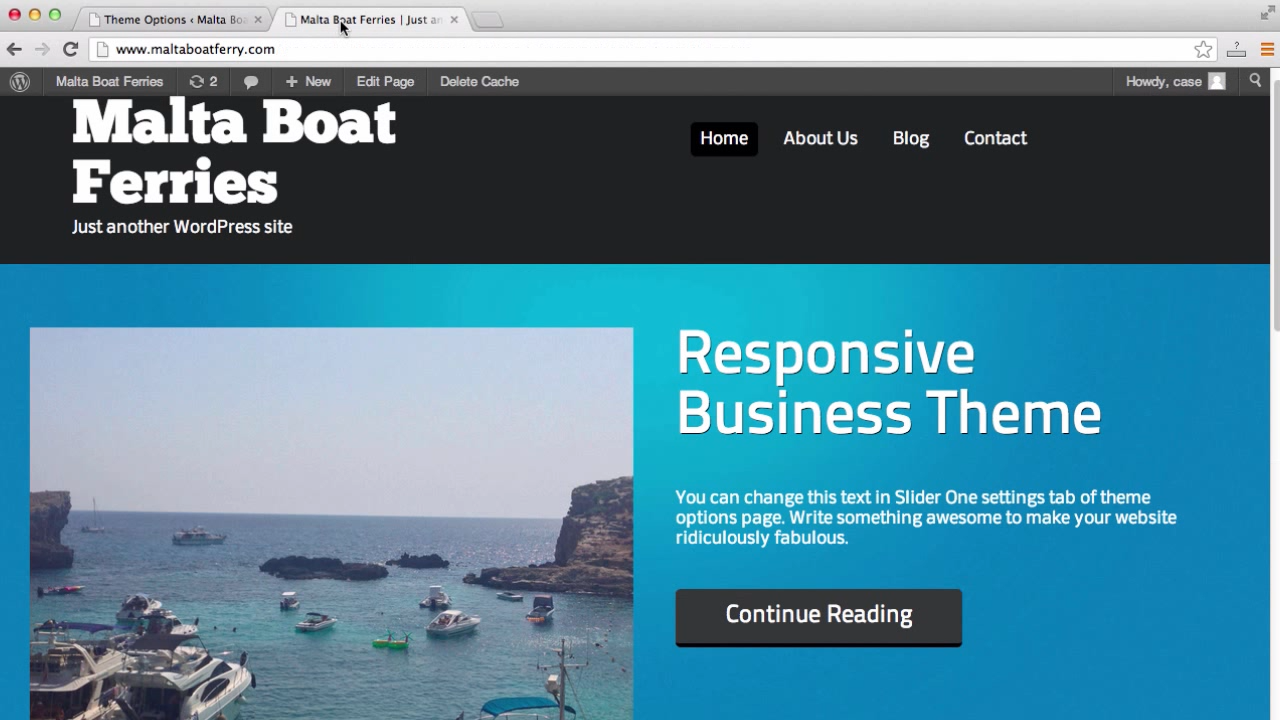 Theme Options ‹ Malta Boa
Malta Boat Ferries | Just an
www.maltaboatferry.com
?
Malta Boat Ferries 2 + New Edit Page Delete Cache Howdy, case
Malta Boat
Ferries
Just another WordPress site
Home About Us Blog Contact
Responsive
Business Theme
You can change this text in Slider One settings tab of theme
options page. Write something awesome to make your website
ridiculously fabulous.
Continue Reading